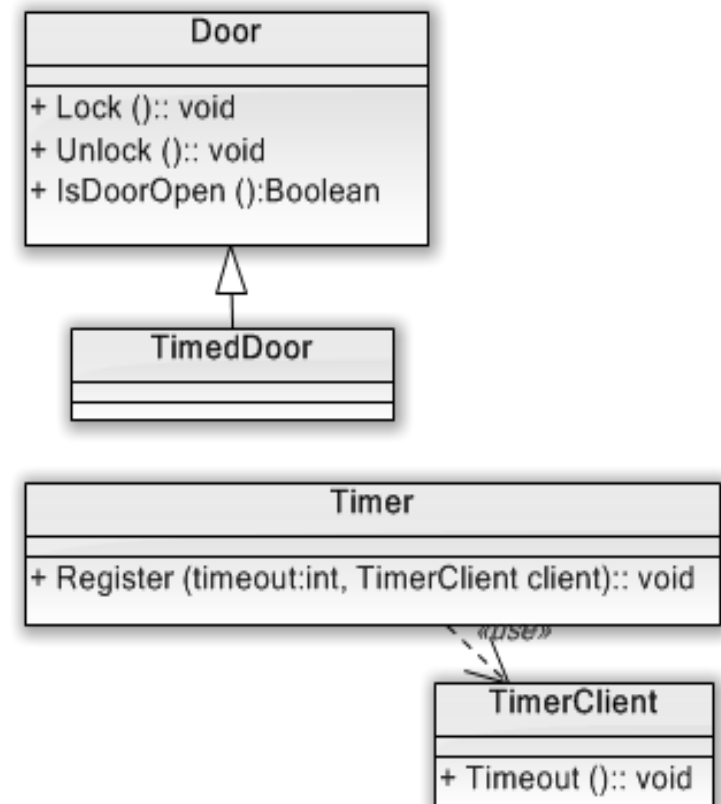 Door
+ Lock ():: void
+ Unlock ():: void
+ IsDoorOpen ():Boolean
TimedDoor
Timer
+ Register (timeout:int, TimerClient client):: void
«use»
TimerClient
+ Timeout ():: void